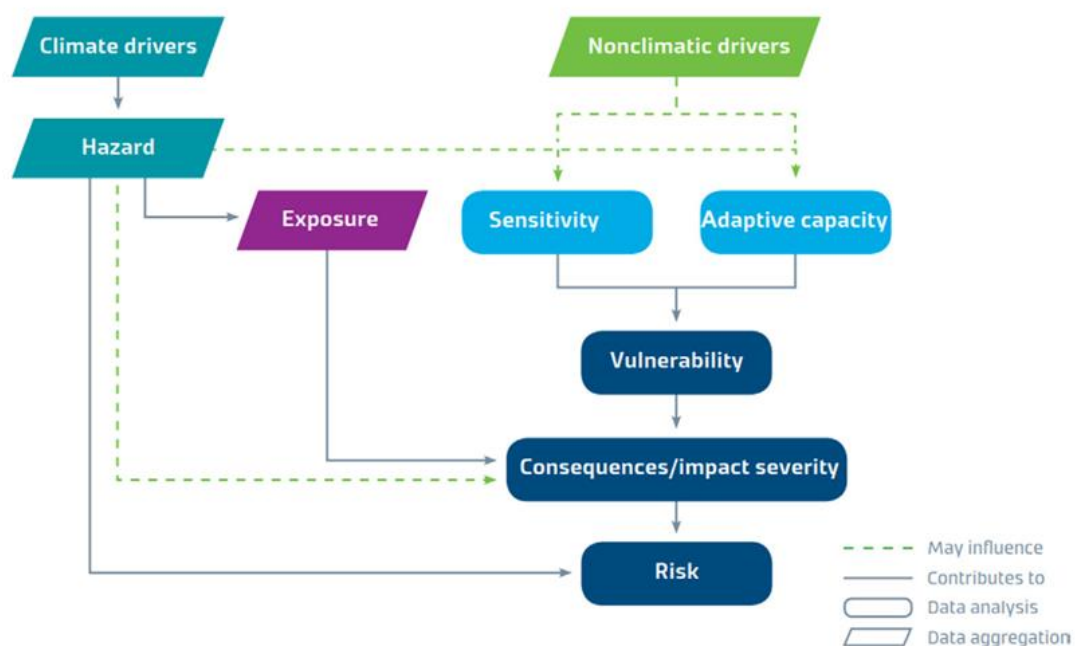 Climate drivers
Nonclimatic drivers
Hazard
Exposure
Sensitivity
Adaptive capacity
Vulnerability
Consequences/impact severity
Risk
May influence
Contributes to
Data analysis
Data aggregation